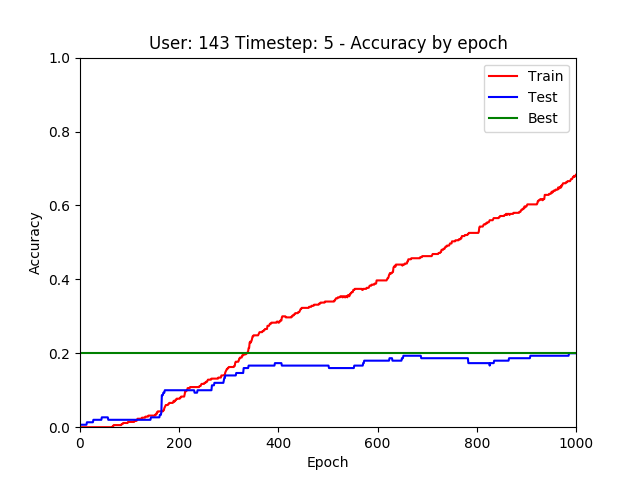 User: 143 Timestep: 5 - Accuracy by epoch
1.0
0.8
0.6
0.4
0.2
0.0
Accuracy
Train
Test
Best
0 200 400 600 800 1000
Epoch